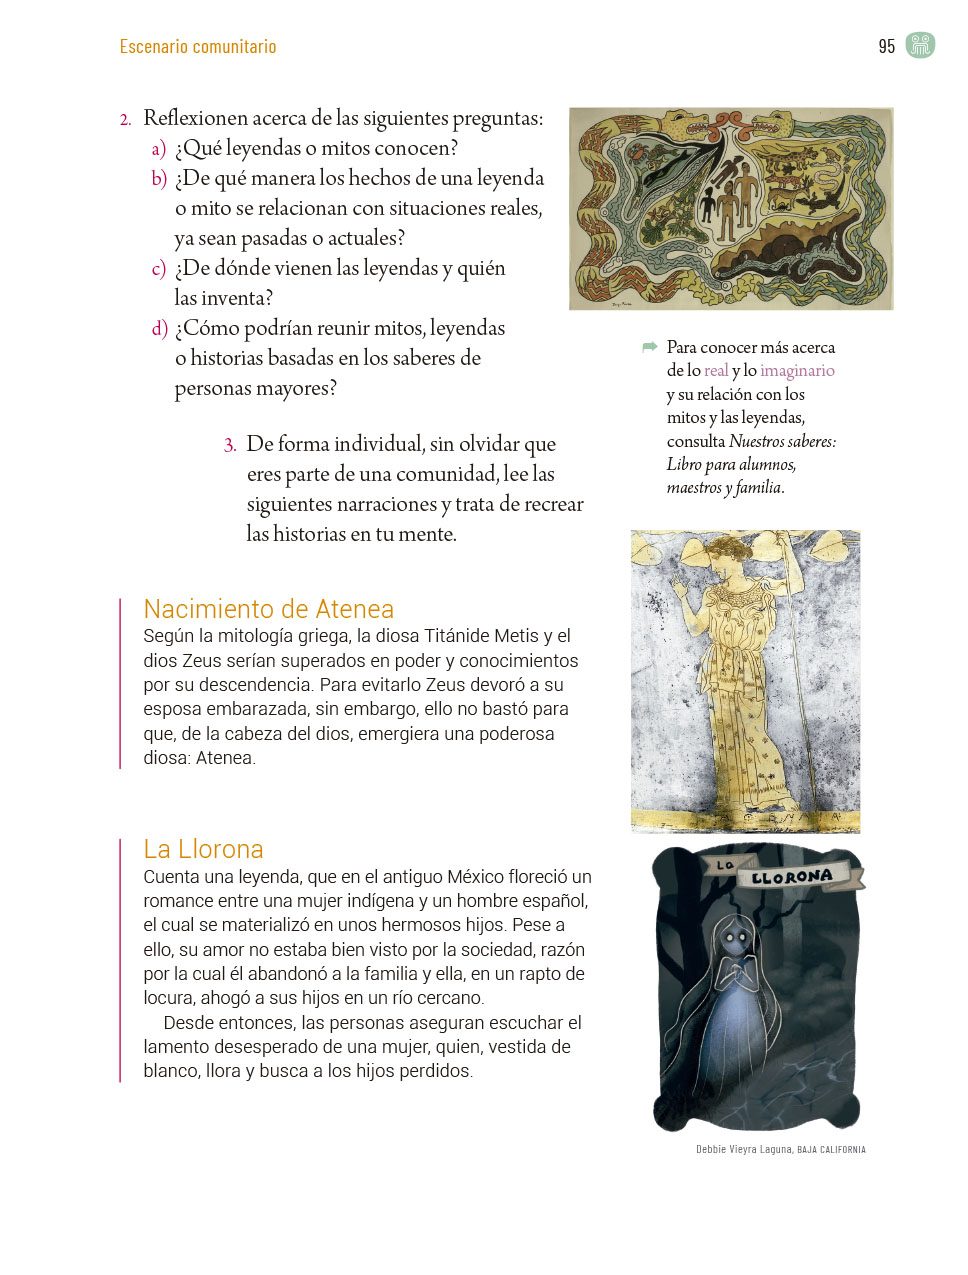 Escenario comunitario
95
2. Reflexionen acerca de las siguientes preguntas:
a) ¿Qué leyendas o mitos conocen?
b) ¿De qué manera los hechos de una leyenda
o mito se relacionan con situaciones reales,
ya sean pasadas o actuales?
c) ¿De dónde vienen las leyendas y quién
las inventa?
d) ¿Cómo podrían reunir mitos, leyendas
o historias basadas en los saberes de
personas mayores?
Para conocer más acerca
de lo real y lo imaginario
y su relación con los
mitos y las leyendas,
consulta Nuestros saberes:
Libro para alumnos,
maestros y familia.
3. De forma individual, sin olvidar que
eres parte de una comunidad, lee las
siguientes narraciones y trata de recrear
las historias en tu mente.
Nacimiento de Atenea
Según la mitología griega, la diosa Titánide Metis y el
dios Zeus serían superados en poder y conocimientos
por su descendencia. Para evitarlo Zeus devoró a su
esposa embarazada, sin embargo, ello no bastó para
que, de la cabeza del dios, emergiera una poderosa
diosa: Atenea.
La Llorona
Cuenta una leyenda, que en el antiguo México floreció un
romance entre una mujer indígena y un hombre español,
el cual se materializó en unos hermosos hijos. Pese a
ello, su amor no estaba bien visto por la sociedad, razón
por la cual él abandonó a la familia y ella, en un rapto de
locura, ahogó a sus hijos en un río cercano.
Desde entonces, las personas aseguran escuchar el
lamento desesperado de una mujer, quien, vestida de
blanco, llora y busca a los hijos perdidos.
La
LLORONA
Debbie Vieyra Laguna, BAJA CALIFORNIA